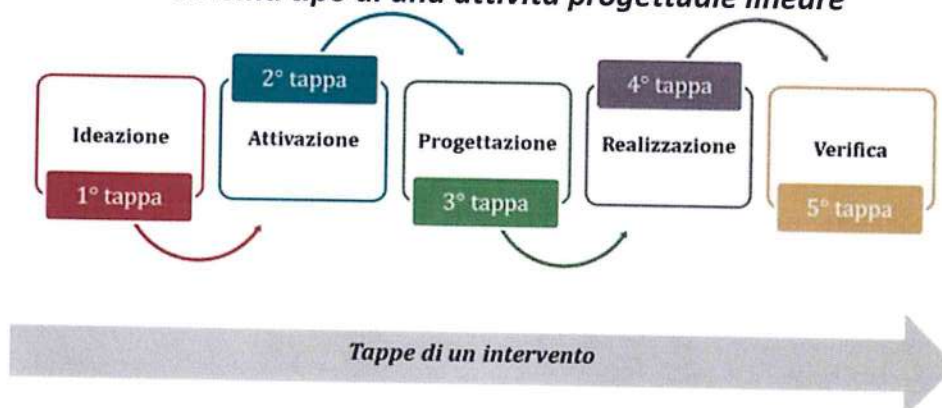 tipo di una attività progettuale lineare
2° tappa
4° tappa
Ideazione
Attivazione
Progettazione
Realizzazione
Verifica
1° tappa
3° tappa
5° tappa
Tappe di un intervento